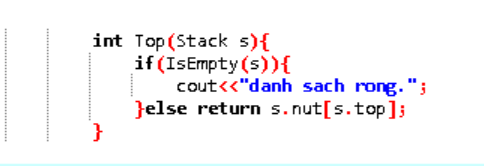 int Top(Stack s){
if(IsEmpty(s)){
cout<<"danh sach rong.";
}else return s.nut[s.top];
}